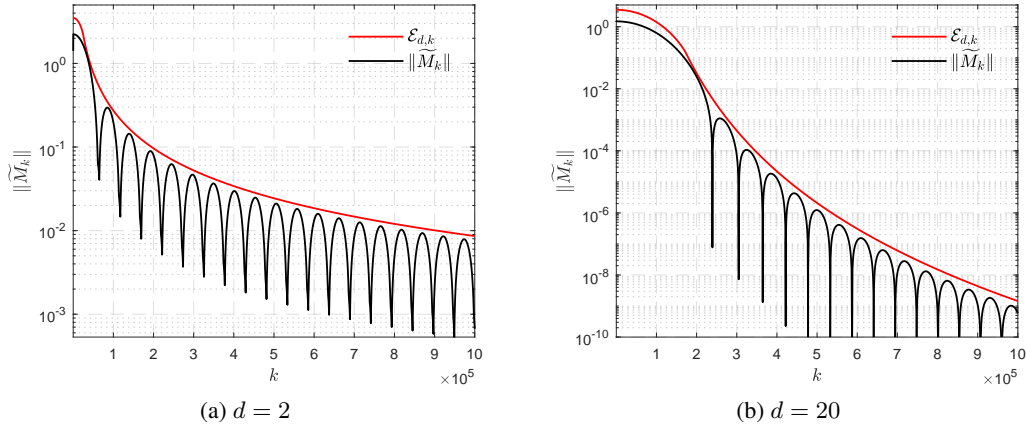 ℰ_{d,k}
‖M̃_k‖
10^0
10^{-1}
10^{-2}
10^{-3}
‖M̃_k‖
1 2 3 4 5 6 7 8 9 10
k
×10^5
(a) d = 2
ℰ_{d,k}
‖M̃_k‖
10^0
10^{-2}
10^{-4}
10^{-6}
10^{-8}
10^{-10}
‖M̃_k‖
1 2 3 4 5 6 7 8 9 10
k
×10^5
(b) d = 20